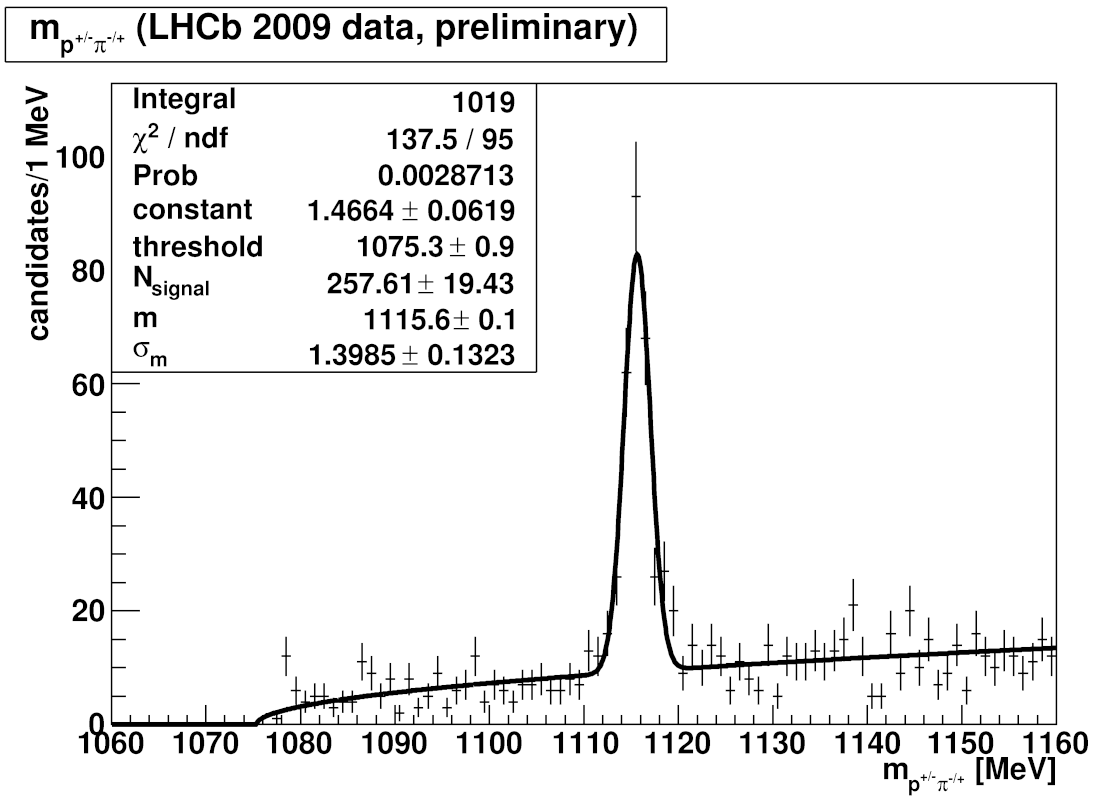 m_p+/-π-/+ (LHCb 2009 data, preliminary)
candidates/1 MeV
Integral 1019
χ² / ndf 137.5 / 95
Prob 0.0028713
constant 1.4664 ± 0.0619
threshold 1075.3 ± 0.9
N_signal 257.61 ± 19.43
m 1115.6 ± 0.1
σ_m 1.3985 ± 0.1323
100
80
60
40
20
0
1060 1070 1080 1090 1100 1110 1120 1130 1140 1150 1160
m_p+/-π-/+ [MeV]